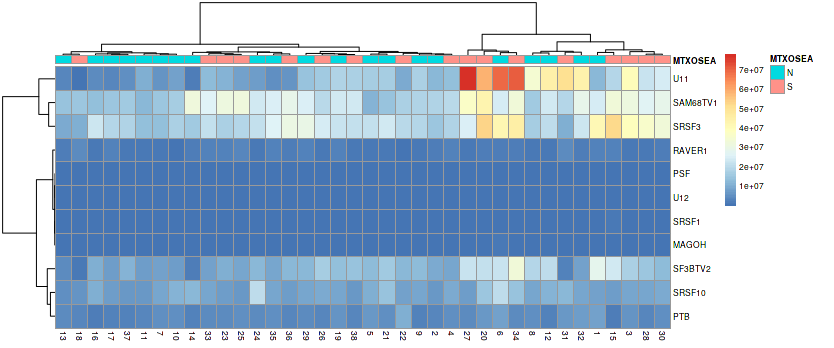 MTXOSEA
U11
SAM68TV1
SRSF3
RAVER1
PSF
U12
SRSF1
MAGOH
SF3BTV2
SRSF10
PTB
13 18 16 17 37 11 7 10 14 33 23 25 24 35 36 29 26 19 38 5 21 22 9 2 4 27 20 6 34 8 12 31 32 1 15 3 28 30
7e+07
6e+07
5e+07
4e+07
3e+07
2e+07
1e+07
MTXOSEA
N
S